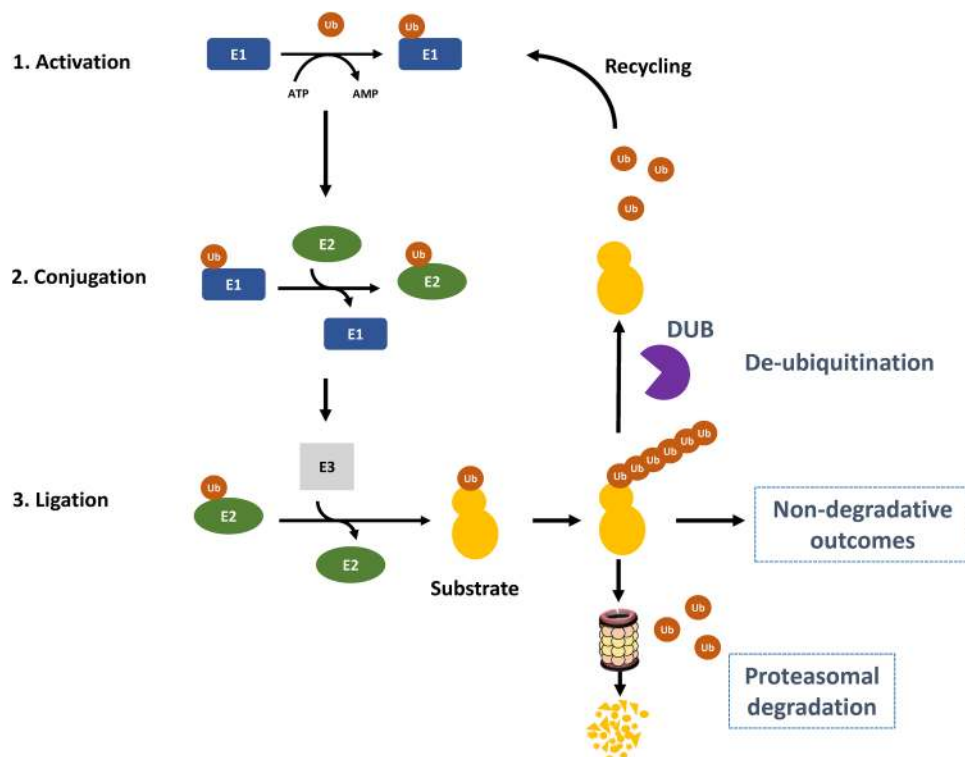 1. Activation
E1
Ub
ATP
AMP
Ub
E1
Recycling
Ub
Ub
Ub
2. Conjugation
Ub
E1
E2
E1
Ub
E2
DUB
De-ubiquitination
3. Ligation
Ub
E2
E3
E2
Ub
Substrate
Ub
Ub
Ub
Ub
Ub
Ub
Non-degradative
outcomes
Ub
Ub
Ub
Proteasomal
degradation